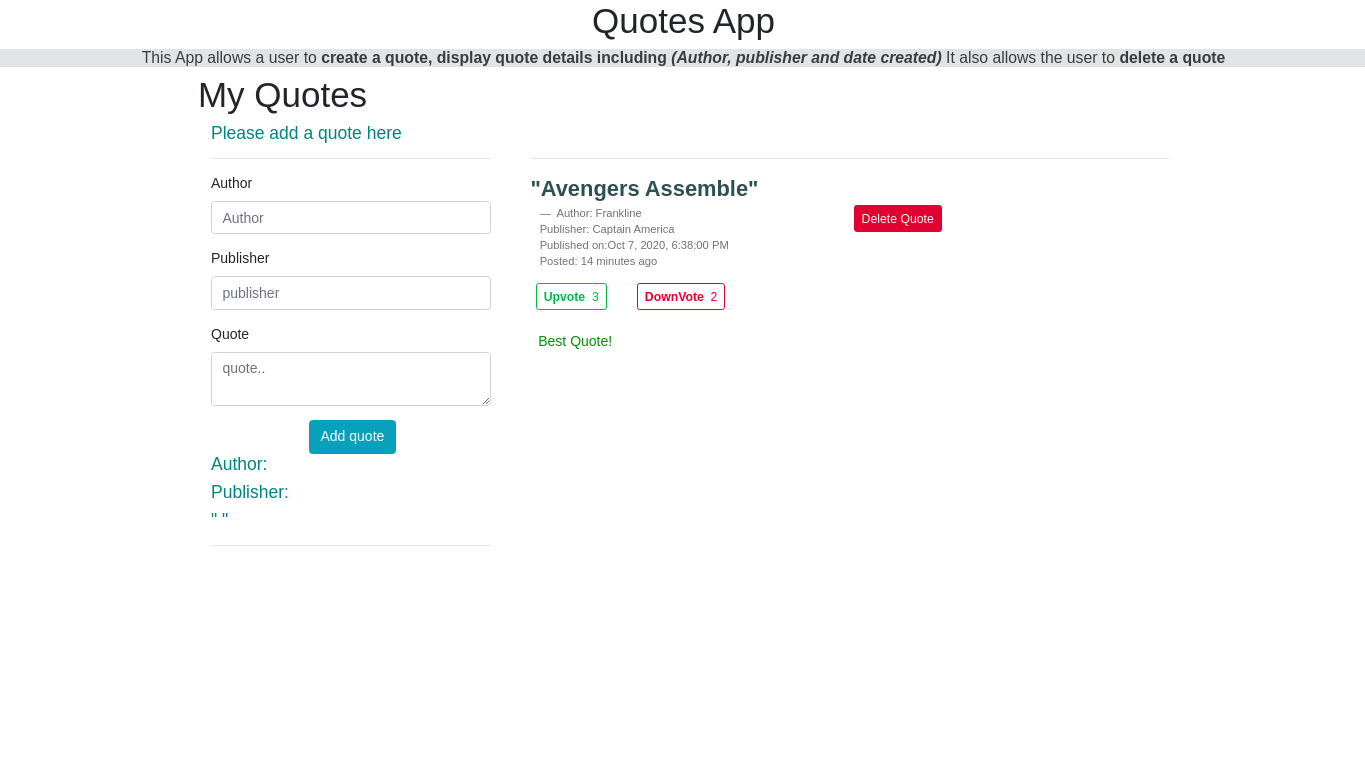 Quotes App
This App allows a user to create a quote, display quote details including (Author, publisher and date created) It also allows the user to delete a quote
My Quotes
Please add a quote here
Author
Author
Publisher
publisher
Quote
quote..
Add quote
Author:
Publisher:
" "
"Avengers Assemble"
— Author: Frankline
Publisher: Captain America
Published on:Oct 7, 2020, 6:38:00 PM
Posted: 14 minutes ago
Delete Quote
Upvote 3 DownVote 2
Best Quote!